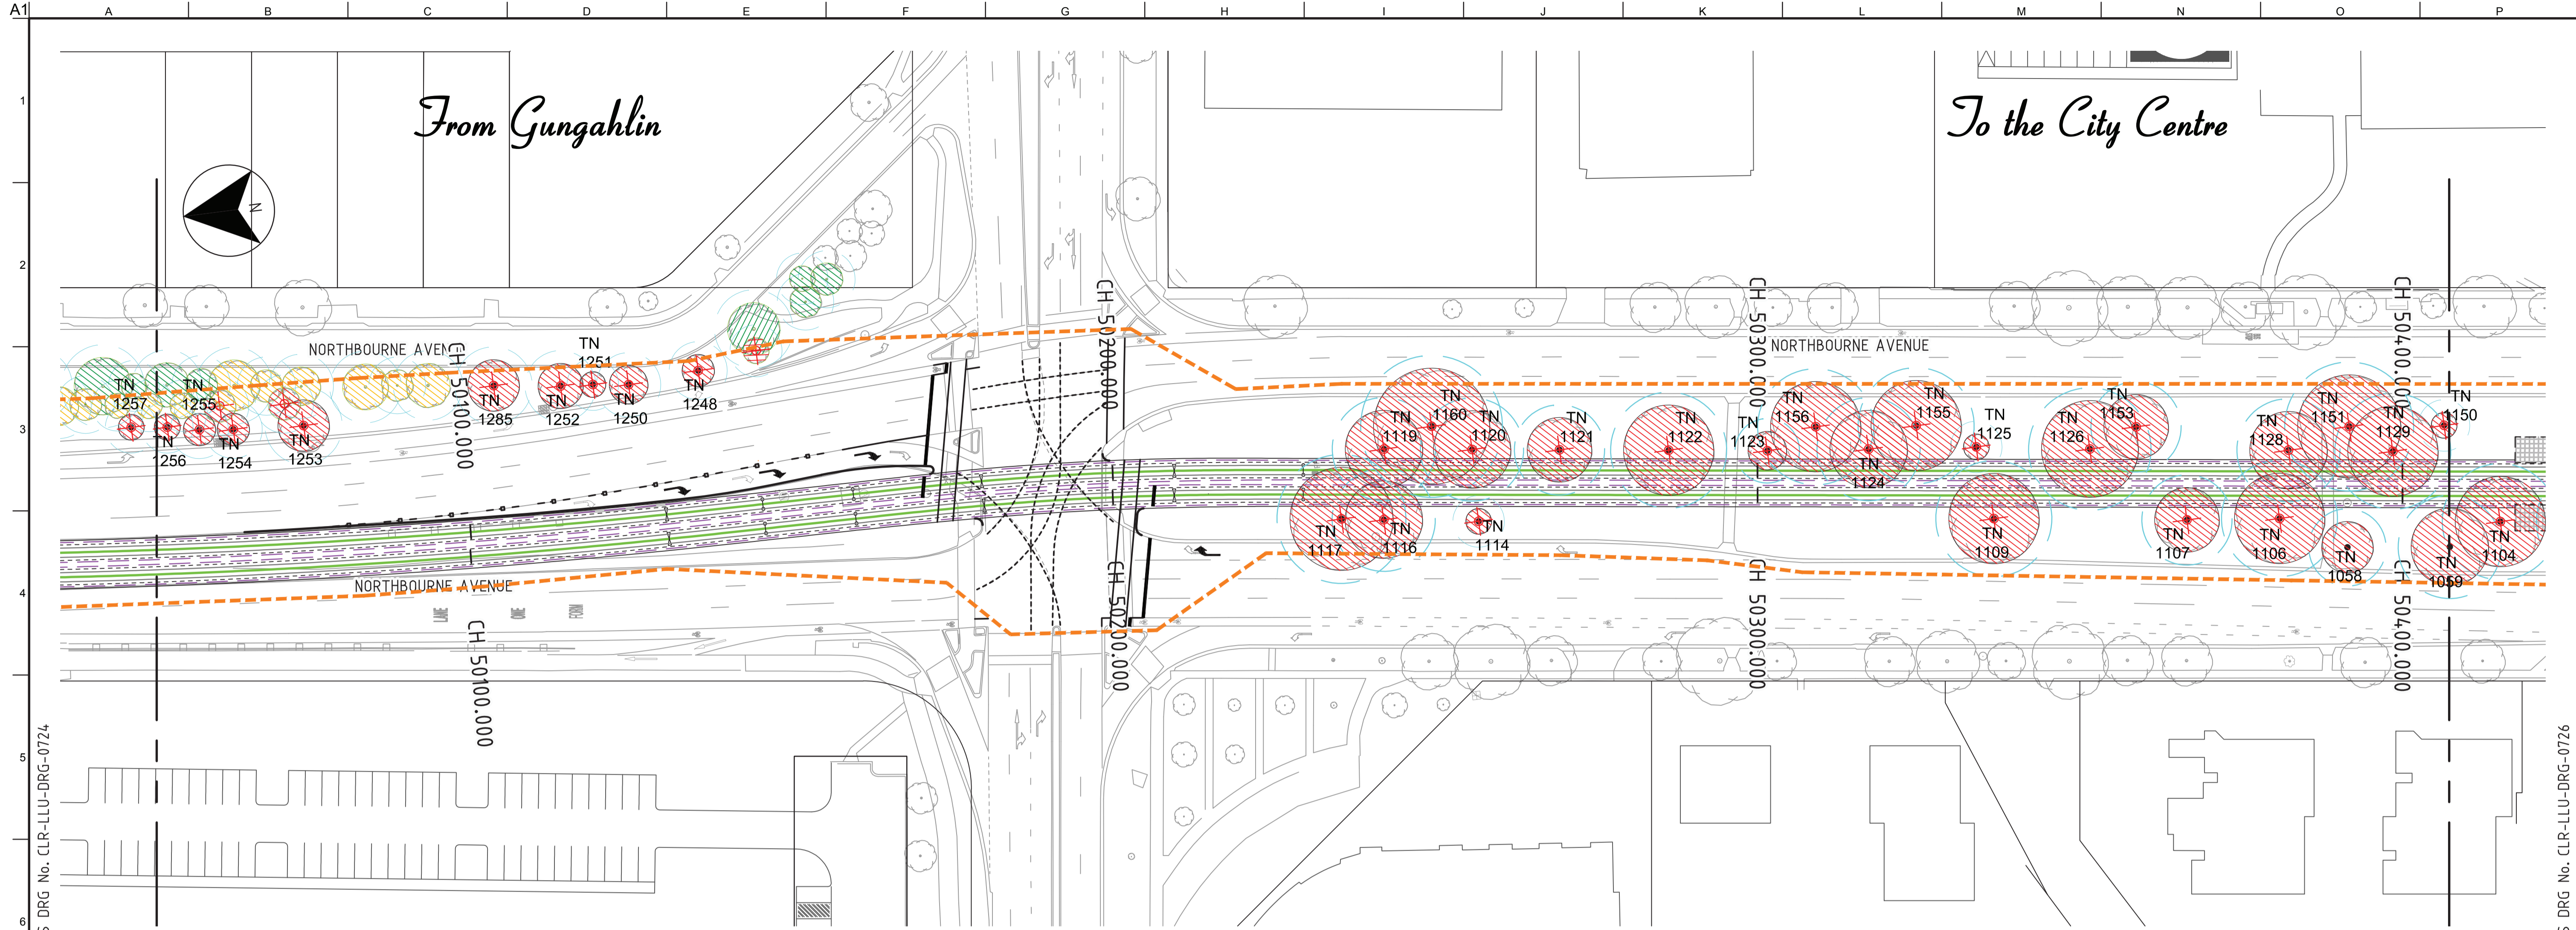 A1 A B C D E F G H I J K L M N O P
1
From Gungahlin
To the City Centre
N
2
NORTHBOURNE AVEN
NORTHBOURNE AVENUE
CH 50100.000
CH 50200.000
CH 50300.000
CH 50400.000
3
TN
1257
TN
1256
TN
1255
TN
1254
TN
1253
TN
1285
TN
1252
TN
1251
TN
1250
TN
1248
TN
1119
TN
1160
TN
1120
TN
1121
TN
1122
TN
1123
TN
1156
TN
1124
TN
1155
TN
1125
TN
1126
TN
1153
TN
1128
TN
1151
TN
1129
TN
1150
TN
1117
TN
1116
TN
1114
TN
1109
TN
1107
TN
1106
TN
1058
TN
1059
TN
1104
4
NORTHBOURNE AVENUE
LANE
ONE
FORM
CH 50100.000
CH 50200.000
CH 50300.000
CH 50400.000
5
6
DRG No. CLR-LLU-DRG-0724
DRG No. CLR-LLU-DRG-0726